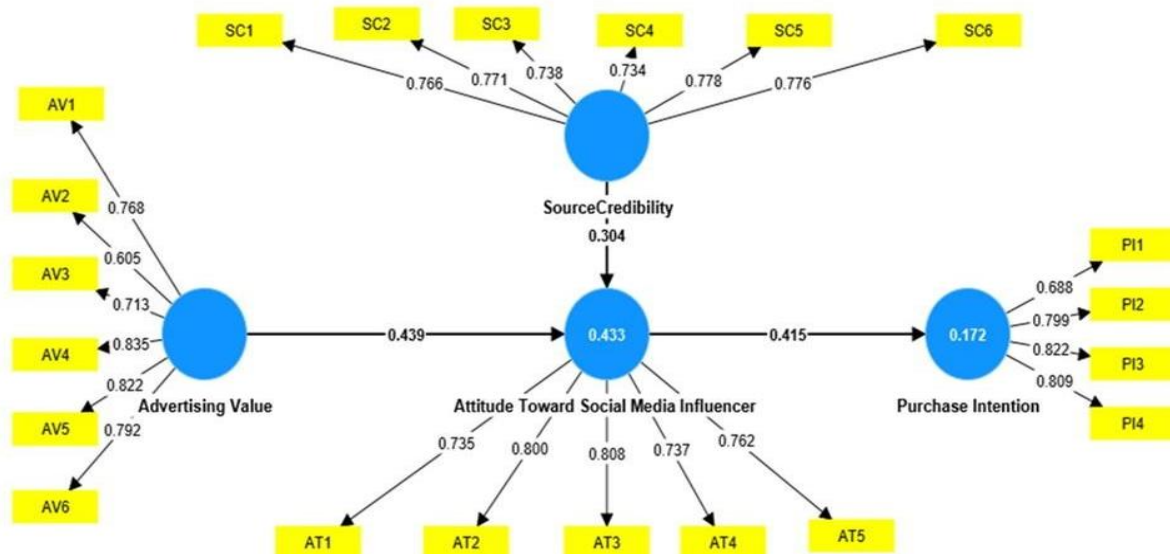 SC1
SC2
SC3
SC4
SC5
SC6
0.766
0.771
0.738
0.734
0.778
0.776
SourceCredibility
0.304
AV1
AV2
AV3
AV4
AV5
AV6
0.768
0.605
0.713
0.835
0.822
0.792
Advertising Value
0.439
0.433
Attitude Toward Social Media Influencer
0.415
0.172
Purchase Intention
PI1
PI2
PI3
PI4
0.688
0.799
0.822
0.809
0.735
0.800
0.808
0.737
0.762
AT1
AT2
AT3
AT4
AT5